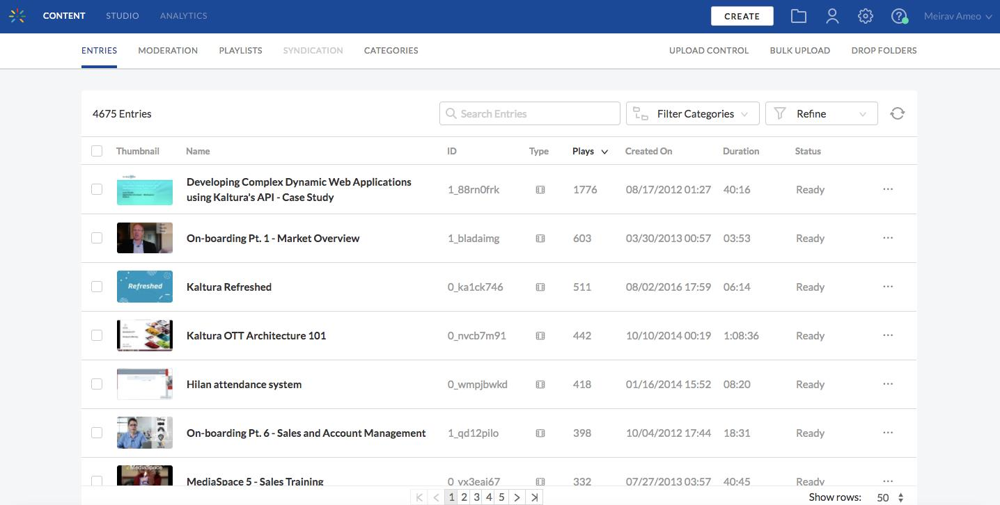 CONTENT STUDIO ANALYTICS CREATE Meirav Ameo
ENTRIES MODERATION PLAYLISTS SYNDICATION CATEGORIES UPLOAD CONTROL BULK UPLOAD DROP FOLDERS
4675 Entries Search Entries Filter Categories Refine
Thumbnail Name ID Type Plays Created On Duration Status
Developing Complex Dynamic Web Applications
using Kaltura's API - Case Study
1_88rn0frk 1776 08/17/2012 01:27 40:16 Ready ...
On-boarding Pt. 1 - Market Overview 1_bladaimg 603 03/30/2013 00:57 03:53 Ready ...
Refreshed
Kaltura Refreshed 0_ka1ck746 511 08/02/2016 17:59 06:14 Ready ...
Kaltura OTT Architecture 101 0_nvcb7m91 442 10/10/2014 00:19 1:08:36 Ready ...
Hilan attendance system 0_wmpjbwkd 418 01/16/2014 15:52 08:20 Ready ...
On-boarding Pt. 6 - Sales and Account Management 1_qd12pilo 398 10/04/2012 17:44 18:31 Ready ...
MediaSpace
MediaSpace 5 - Sales Training 0_vx3eaj67 332 07/27/2013 03:57 40:45 Ready ...
1 2 3 4 5 Show rows: 50